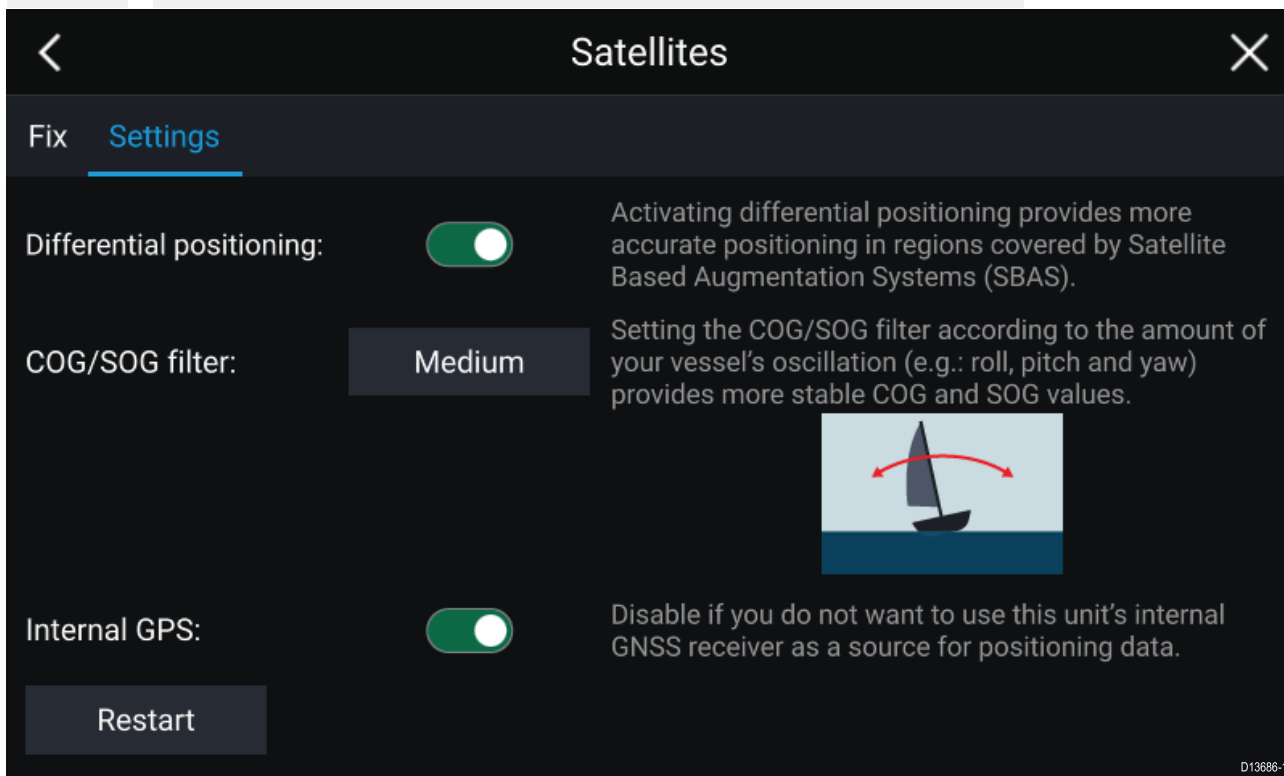 Satellites
Fix Settings
Differential positioning:
Activating differential positioning provides more
accurate positioning in regions covered by Satellite
Based Augmentation Systems (SBAS).
COG/SOG filter:
Medium
Setting the COG/SOG filter according to the amount of
your vessel's oscillation (e.g.: roll, pitch and yaw)
provides more stable COG and SOG values.
Internal GPS:
Disable if you do not want to use this unit's internal
GNSS receiver as a source for positioning data.
Restart
D13686-1